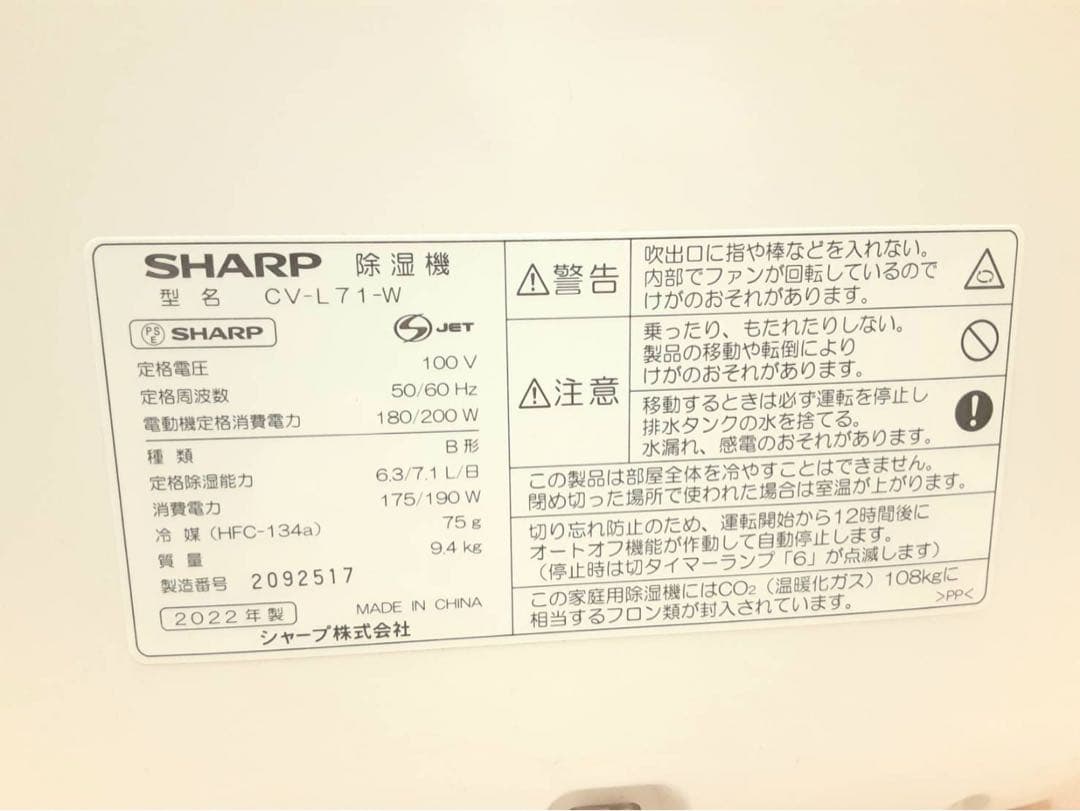 SHARP 除湿機
型名 CV-L71-W
PSE SHARP
S JET
定格電圧 100 V
定格周波数 50/60 Hz
電動機定格消費電力 180/200 W
種類 B形
定格除湿能力 6.3/7.1 L/日
消費電力 175/190 W
冷媒(HFC-134a) 75 g
質量 9.4 kg
製造番号 2092517
2022年製 MADE IN CHINA
シャープ株式会社
警告
吹出口に指や棒などを入れない。
内部でファンが回転しているので
けがのおそれがあります。
注意
乗ったり、もたれたりしない。
製品の移動や転倒により
けがのおそれがあります。
移動するときは必ず運転を停止し
排水タンクの水を捨てる。
水漏れ、感電のおそれがあります。
この製品は部屋全体を冷やすことはできません。
閉め切った場所で使われた場合は室温が上がります。
切り忘れ防止のため、運転開始から12時間後に
オートオフ機能が作動して自動停止します。
(停止時は切タイマーランプ「6」が点滅します)
この家庭用除湿機にはCO₂(温暖化ガス)108kgに
相当するフロン類が封入されています。
>PP<